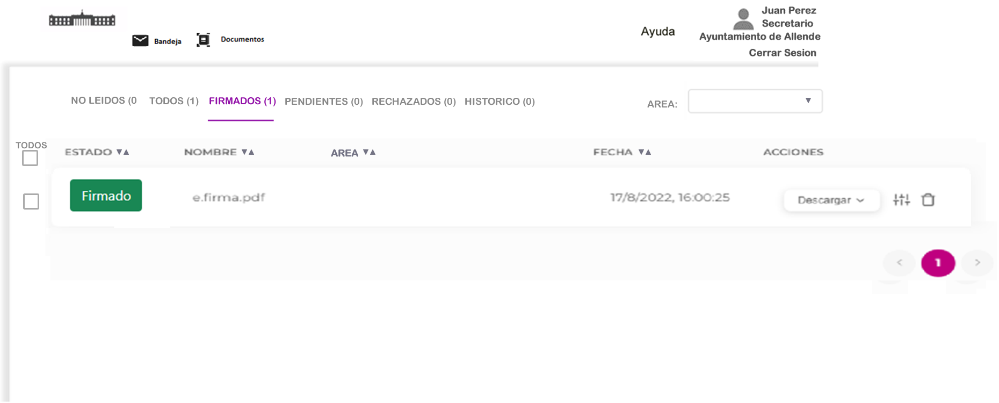 Juan Perez
Secretario
Ayuntamiento de Allende
Cerrar Sesion
Ayuda
Bandeja
Documentos
NO LEIDOS (0 TODOS (1) FIRMADOS (1) PENDIENTES (0) RECHAZADOS (0) HISTORICO (0)
AREA:
TODOS
ESTADO NOMBRE AREA FECHA ACCIONES
Firmado e.firma.pdf 17/8/2022, 16:00:25 Descargar
< 1 >